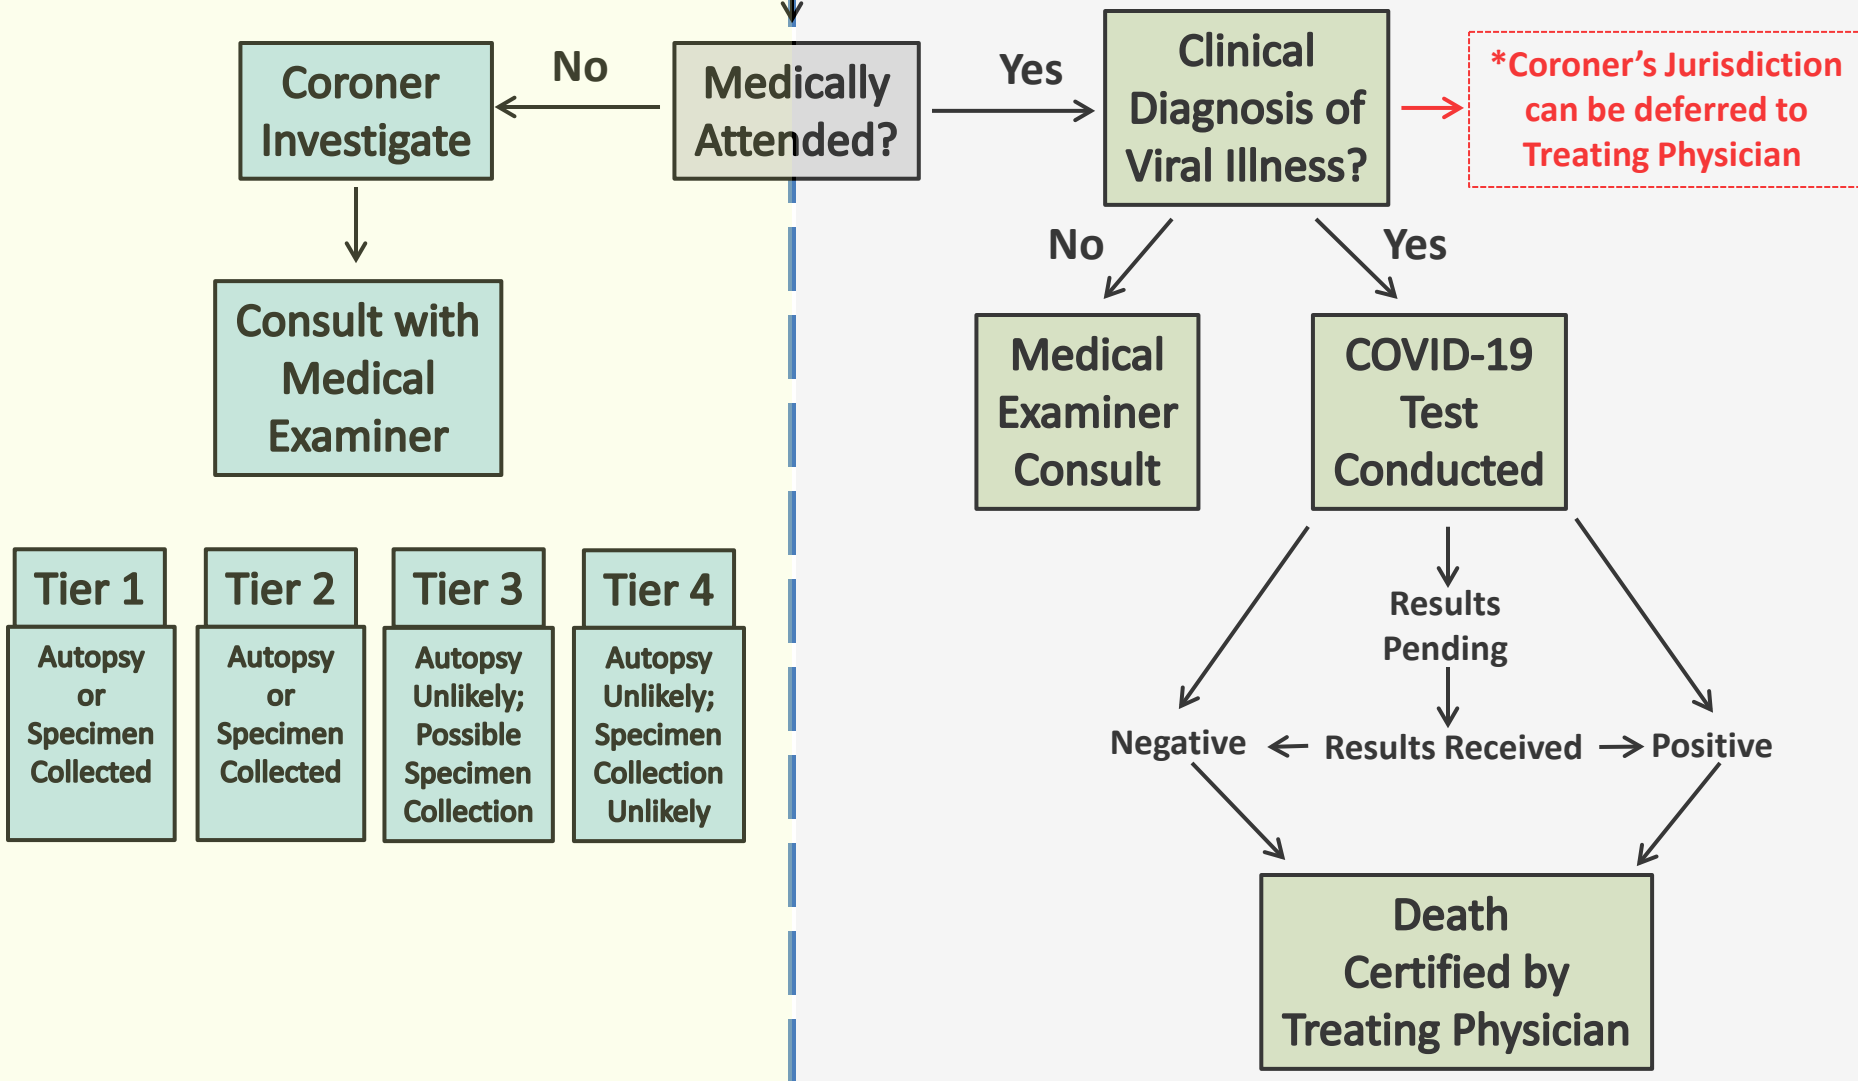 Coroner
Investigate
No
Medically
Attended?
Yes
Clinical
Diagnosis of
Viral Illness?
*Coroner's Jurisdiction
can be deferred to
Treating Physician
Consult with
Medical
Examiner
No
Yes
Medical
Examiner
Consult
COVID-19
Test
Conducted
Tier 1
Autopsy
or
Specimen
Collected
Tier 2
Autopsy
or
Specimen
Collected
Tier 3
Autopsy
Unlikely;
Possible
Specimen
Collection
Tier 4
Autopsy
Unlikely;
Specimen
Collection
Unlikely
Results
Pending
Negative
Results Received
Positive
Death
Certified by
Treating Physician